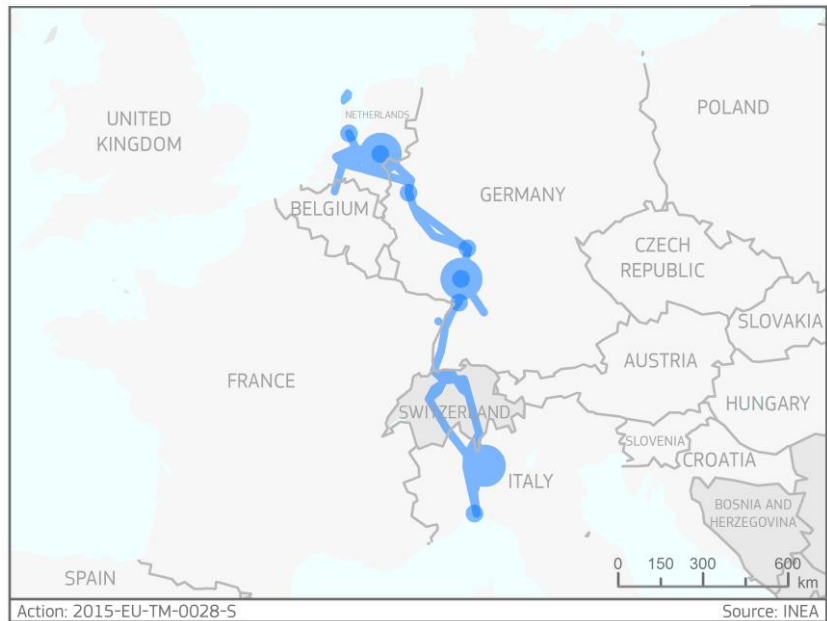 UNITED
KINGDOM
NETHERLANDS
POLAND
BELGIUM
GERMANY
CZECH
REPUBLIC
SLOVAKIA
AUSTRIA
FRANCE
SWITZERLAND
HUNGARY
SLOVENIA
CROATIA
ITALY
BOSNIA AND
HERZEGOVINA
SPAIN
0 150 300 600
km
Action: 2015-EU-TM-0028-S
Source: INEA